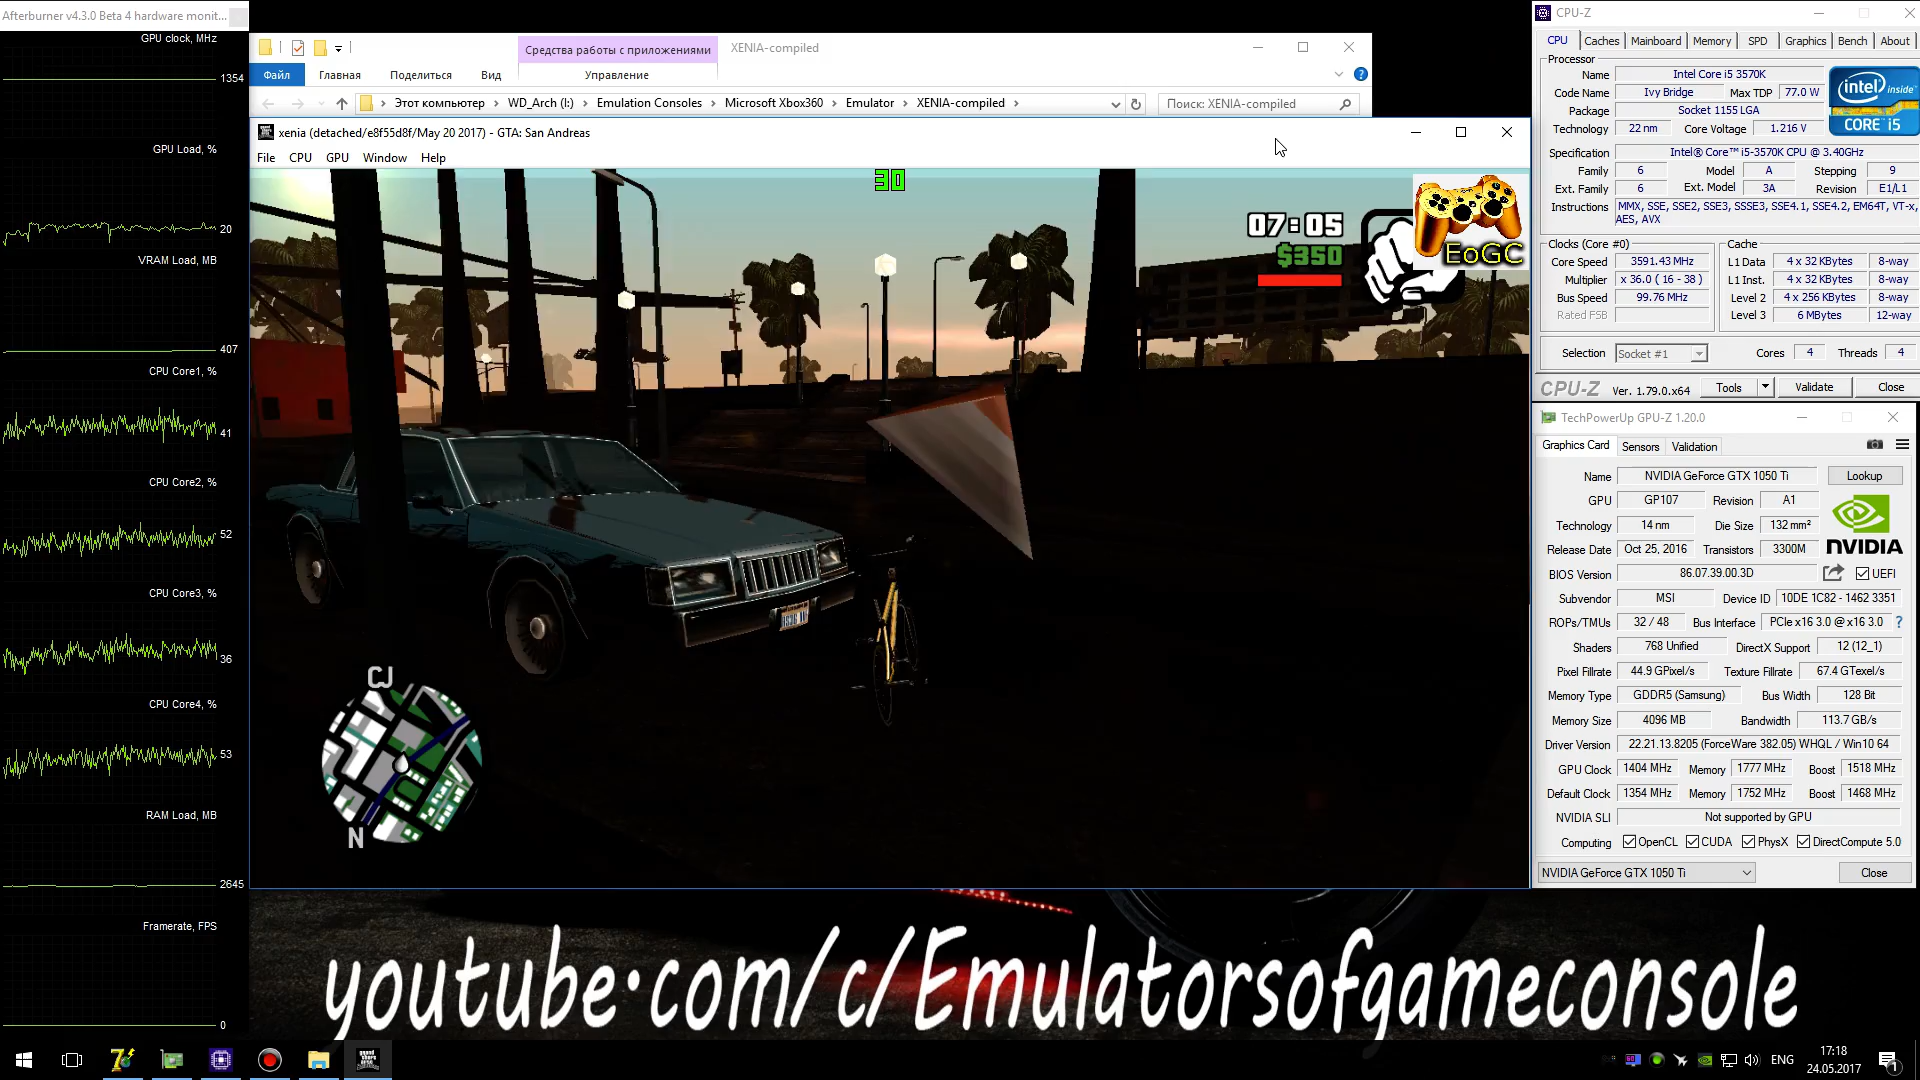 Afterburner v4.3.0 Beta 4 hardware monit...
GPU clock, MHz
1354
GPU Load, %
20
VRAM Load, MB
407
CPU Core1, %
41
CPU Core2, %
52
CPU Core3, %
36
CPU Core4, %
53
RAM Load, MB
2645
Framerate, FPS
0
Средства работы с приложениями
XENIA-compiled
Файл Главная Поделиться Вид Управление
Этот компьютер WD_Arch (I:) Emulation Consoles Microsoft Xbox360 Emulator XENIA-compiled
Поиск: XENIA-compiled
xenia (detached/e8f55d8f/May 20 2017) - GTA: San Andreas
File CPU GPU Window Help
30
07:05
$350
EoGC
CJ
N
CPU-Z
CPU Caches Mainboard Memory SPD Graphics Bench About
Processor
Name Intel Core i5 3570K
Code Name Ivy Bridge Max TDP 77.0 W
Package Socket 1155 LGA
Technology 22 nm Core Voltage 1.216 V
intel inside™
CORE i5
Specification Intel® Core™ i5-3570K CPU @ 3.40GHz
Family 6 Model A Stepping 9
Ext. Family 6 Ext. Model 3A Revision E1/L1
Instructions MMX, SSE, SSE2, SSE3, SSSE3, SSE4.1, SSE4.2, EM64T, VT-x,
AES, AVX
Clocks (Core #0) Cache
Core Speed 3591.43 MHz L1 Data 4 x 32 KBytes 8-way
Multiplier x 36.0 ( 16 - 38 ) L1 Inst. 4 x 32 KBytes 8-way
Bus Speed 99.76 MHz Level 2 4 x 256 KBytes 8-way
Rated FSB Level 3 6 MBytes 12-way
Selection Socket #1 Cores 4 Threads 4
CPU-Z Ver. 1.79.0.x64 Tools Validate Close
TechPowerUp GPU-Z 1.20.0
Graphics Card Sensors Validation
Name NVIDIA GeForce GTX 1050 Ti Lookup
GPU GP107 Revision A1
Technology 14 nm Die Size 132 mm²
Release Date Oct 25, 2016 Transistors 3300M
NVIDIA
BIOS Version 86.07.39.00.3D UEFI
Subvendor MSI Device ID 10DE 1C82 - 1462 3351
ROPs/TMUs 32 / 48 Bus Interface PCIe x16 3.0 @ x16 3.0 ?
Shaders 768 Unified DirectX Support 12 (12_1)
Pixel Fillrate 44.9 GPixel/s Texture Fillrate 67.4 GTexel/s
Memory Type GDDR5 (Samsung) Bus Width 128 Bit
Memory Size 4096 MB Bandwidth 113.7 GB/s
Driver Version 22.21.13.8205 (ForceWare 382.05) WHQL / Win10 64
GPU Clock 1404 MHz Memory 1777 MHz Boost 1518 MHz
Default Clock 1354 MHz Memory 1752 MHz Boost 1468 MHz
NVIDIA SLI Not supported by GPU
Computing OpenCL CUDA PhysX DirectCompute 5.0
NVIDIA GeForce GTX 1050 Ti Close
youtube.com/c/Emulatorsofgameconsole
ENG
17:18
24.05.2017
1